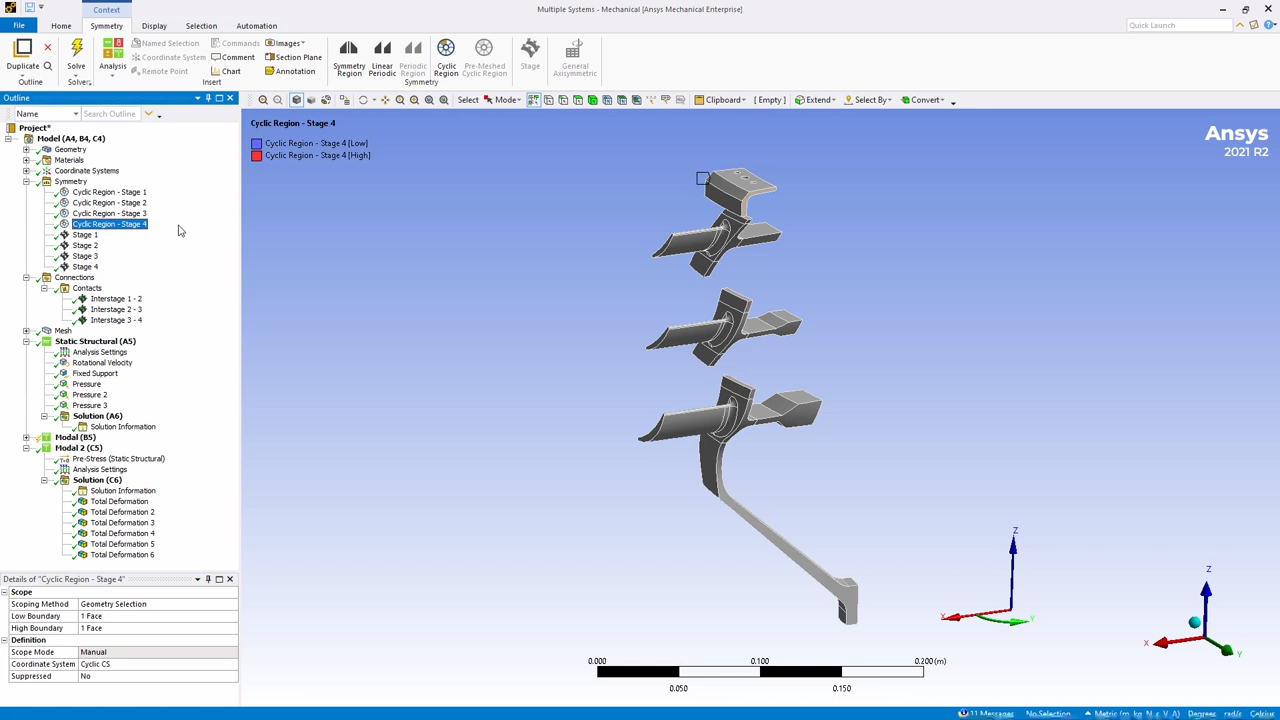 Context
Multiple Systems - Mechanical [Ansys Mechanical Enterprise]
File
Home
Symmetry
Display
Selection
Automation
Quick Launch
Duplicate
Outline
Solve
Solver
Analysis
Named Selection
Coordinate System
Remote Point
Commands
Comment
Chart
Images
Section Plane
Annotation
Insert
Symmetry Region
Linear Periodic
Periodic Region
Cyclic Region
Pre-Meshed Cyclic Region
Symmetry
Stage
General Axisymmetric
Outline
Select
Mode
Clipboard
[ Empty ]
Extend
Select By
Convert
Name
Search Outline
Project*
Model (A4, B4, C4)
Geometry
Materials
Coordinate Systems
Symmetry
Cyclic Region - Stage 1
Cyclic Region - Stage 2
Cyclic Region - Stage 3
Cyclic Region - Stage 4
Stage 1
Stage 2
Stage 3
Stage 4
Connections
Contacts
Interstage 1 - 2
Interstage 2 - 3
Interstage 3 - 4
Mesh
Static Structural (A5)
Analysis Settings
Rotational Velocity
Fixed Support
Pressure
Pressure 2
Pressure 3
Solution (A6)
Solution Information
Modal (B5)
Modal 2 (C5)
Pre-Stress (Static Structural)
Analysis Settings
Solution (C6)
Solution Information
Total Deformation
Total Deformation 2
Total Deformation 3
Total Deformation 4
Total Deformation 5
Total Deformation 6
Details of "Cyclic Region - Stage 4"
Scope
Scoping Method Geometry Selection
Low Boundary 1 Face
High Boundary 1 Face
Definition
Scope Mode Manual
Coordinate System Cyclic CS
Suppressed No
Cyclic Region - Stage 4
Cyclic Region - Stage 4 [Low]
Cyclic Region - Stage 4 [High]
Ansys
2021 R2
Z
X
Y
Z
X
Y
0.000 0.100 0.200 (m)
0.050 0.150
11 Messages
No Selection
Metric (m, kg, N, s, V, A)
Degrees
rad/s
Celsius